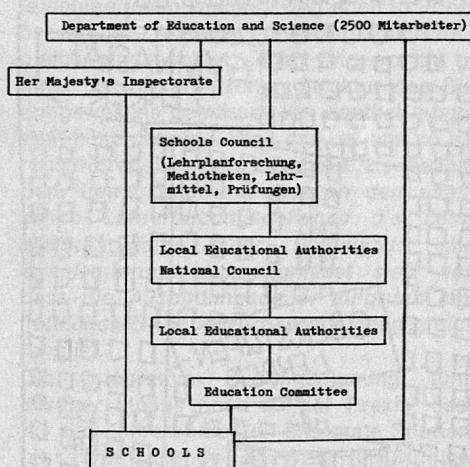 Department of Education and Science (2500 Mitarbeiter)
Her Majesty's Inspectorate
Schools Council
(Lehrplanforschung,
Mediotheken, Lehr-
mittel, Prüfungen)
Local Educational Authorities
National Council
Local Educational Authorities
Education Committee
S C H O O L S